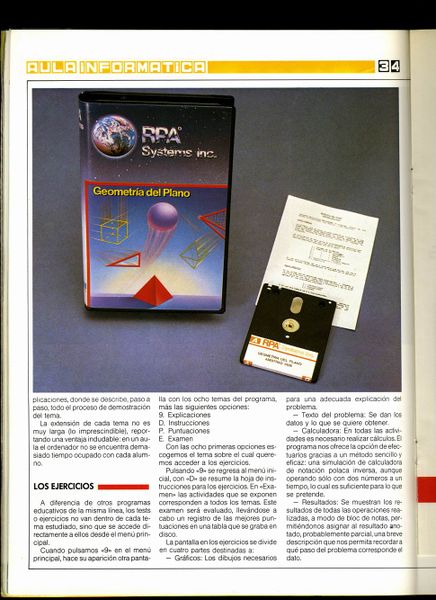 AULA INFORMATICA
34
RPA
Systems Inc.
Geometría del Plano
RPA Systems Inc.
GEOMETRIA DEL PLANO
AMSTRAD PCW
plicaciones, donde se describe, paso a
paso, todo el proceso de demostración
del tema.
La extensión de cada tema no es
muy larga (lo imprescindible), repor-
tando una ventaja indudable: en un au-
la el ordenador no se encuentra dema-
siado tiempo ocupado con cada alum-
no.
LOS EJERCICIOS
A diferencia de otros programas
educativos de la misma línea, los tests
o ejercicios no van dentro de cada te-
ma estudiado, sino que se accede di-
rectamente a ellos desde el menú prin-
cipal.
Cuando pulsamos «9» en el menú
principal, hace su aparición otra panta-
lla con los ocho temas del programa,
más las siguientes opciones:
9. Explicaciones
D. Instrucciones
P. Puntuaciones
E. Examen
Con las ocho primeras opciones es-
cogemos el tema sobre el cual quere-
mos acceder a los ejercicios.
Pulsando «9» se regresa al menú ini-
cial, con «D» se resume la hoja de ins-
trucciones para los ejercicios. En «Exa-
men» las actividades que se exponen
corresponden a todos los temas. Este
examen será evaluado, llevándose a
cabo un registro de las mejores pun-
tuaciones en una tabla que se graba en
disco.
La pantalla en los ejercicios se divide
en cuatro partes destinadas a:
— Gráficos: Los dibujos necesarios
para una adecuada explicación del
problema.
— Texto del problema: Se dan los
datos y lo que se quiere obtener.
— Calculadora: En todas las activi-
dades es necesario realizar cálculos. El
programa nos ofrece la opción de efec-
tuarlos gracias a un método sencillo y
eficaz: una simulación de calculadora
de notación polaca inversa, aunque
operando sólo con dos números a un
tiempo, lo cual es suficiente para lo que
se pretende.
— Resultados: Se muestran los re-
sultados de todas las operaciones rea-
lizadas, a modo de bloc de notas, per-
mitiéndonos asignar al resultado ano-
tado, probablemente parcial, una breve
descripción que nos permita recordar a
qué paso del problema corresponde el
dato.